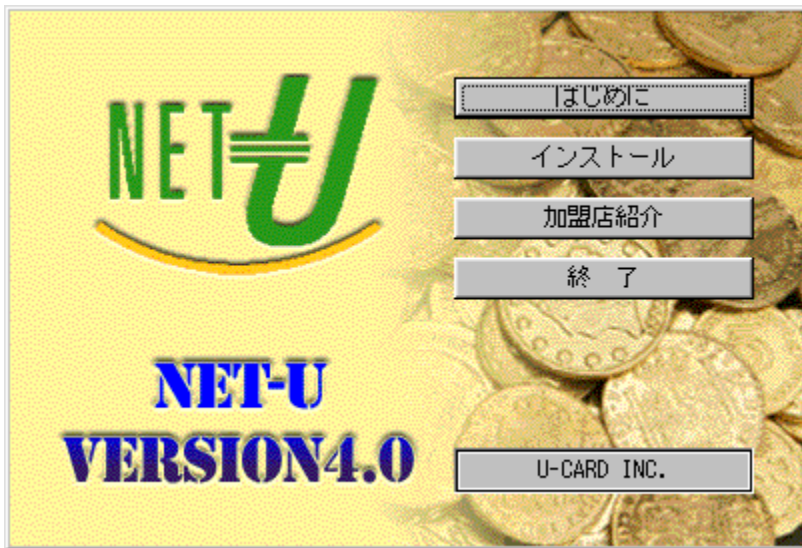 NET-U
NET-U
VERSION4.0
はじめに
インストール
加盟店紹介
終　了
U-CARD INC.